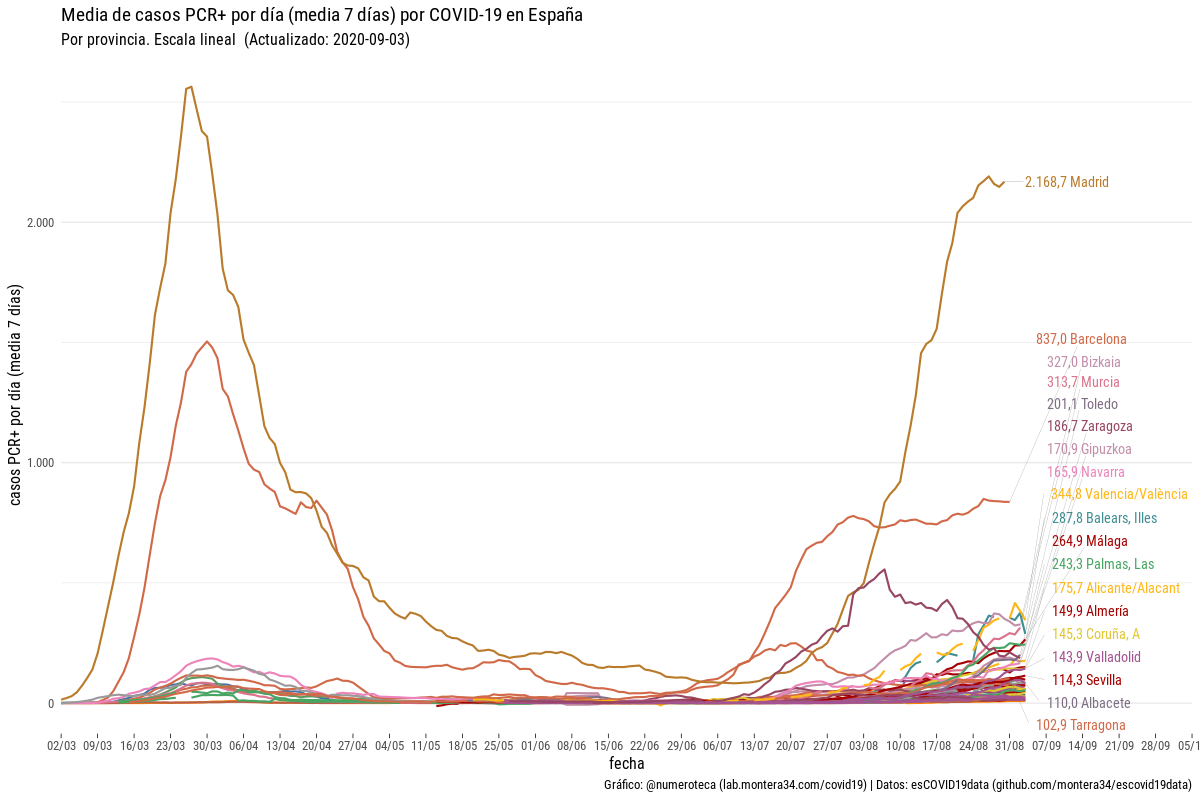 Media de casos PCR+ por día (media 7 días) por COVID-19 en España
Por provincia. Escala lineal  (Actualizado: 2020-09-03)
casos PCR+ por día (media 7 días)
2.000
1.000
0
2.168,7 Madrid
837,0 Barcelona
327,0 Bizkaia
313,7 Murcia
201,1 Toledo
186,7 Zaragoza
170,9 Gipuzkoa
165,9 Navarra
344,8 Valencia/València
287,8 Balears, Illes
264,9 Málaga
243,3 Palmas, Las
175,7 Alicante/Alacant
149,9 Almería
145,3 Coruña, A
143,9 Valladolid
114,3 Sevilla
110,0 Albacete
102,9 Tarragona
02/03 09/03 16/03 23/03 30/03 06/04 13/04 20/04 27/04 04/05 11/05 18/05 25/05 01/06 08/06 15/06 22/06 29/06 06/07 13/07 20/07 27/07 03/08 10/08 17/08 24/08 31/08 07/09 14/09 21/09 28/09 05/1
fecha
Gráfico: @numeroteca (lab.montera34.com/covid19) | Datos: esCOVID19data (github.com/montera34/escovid19data)